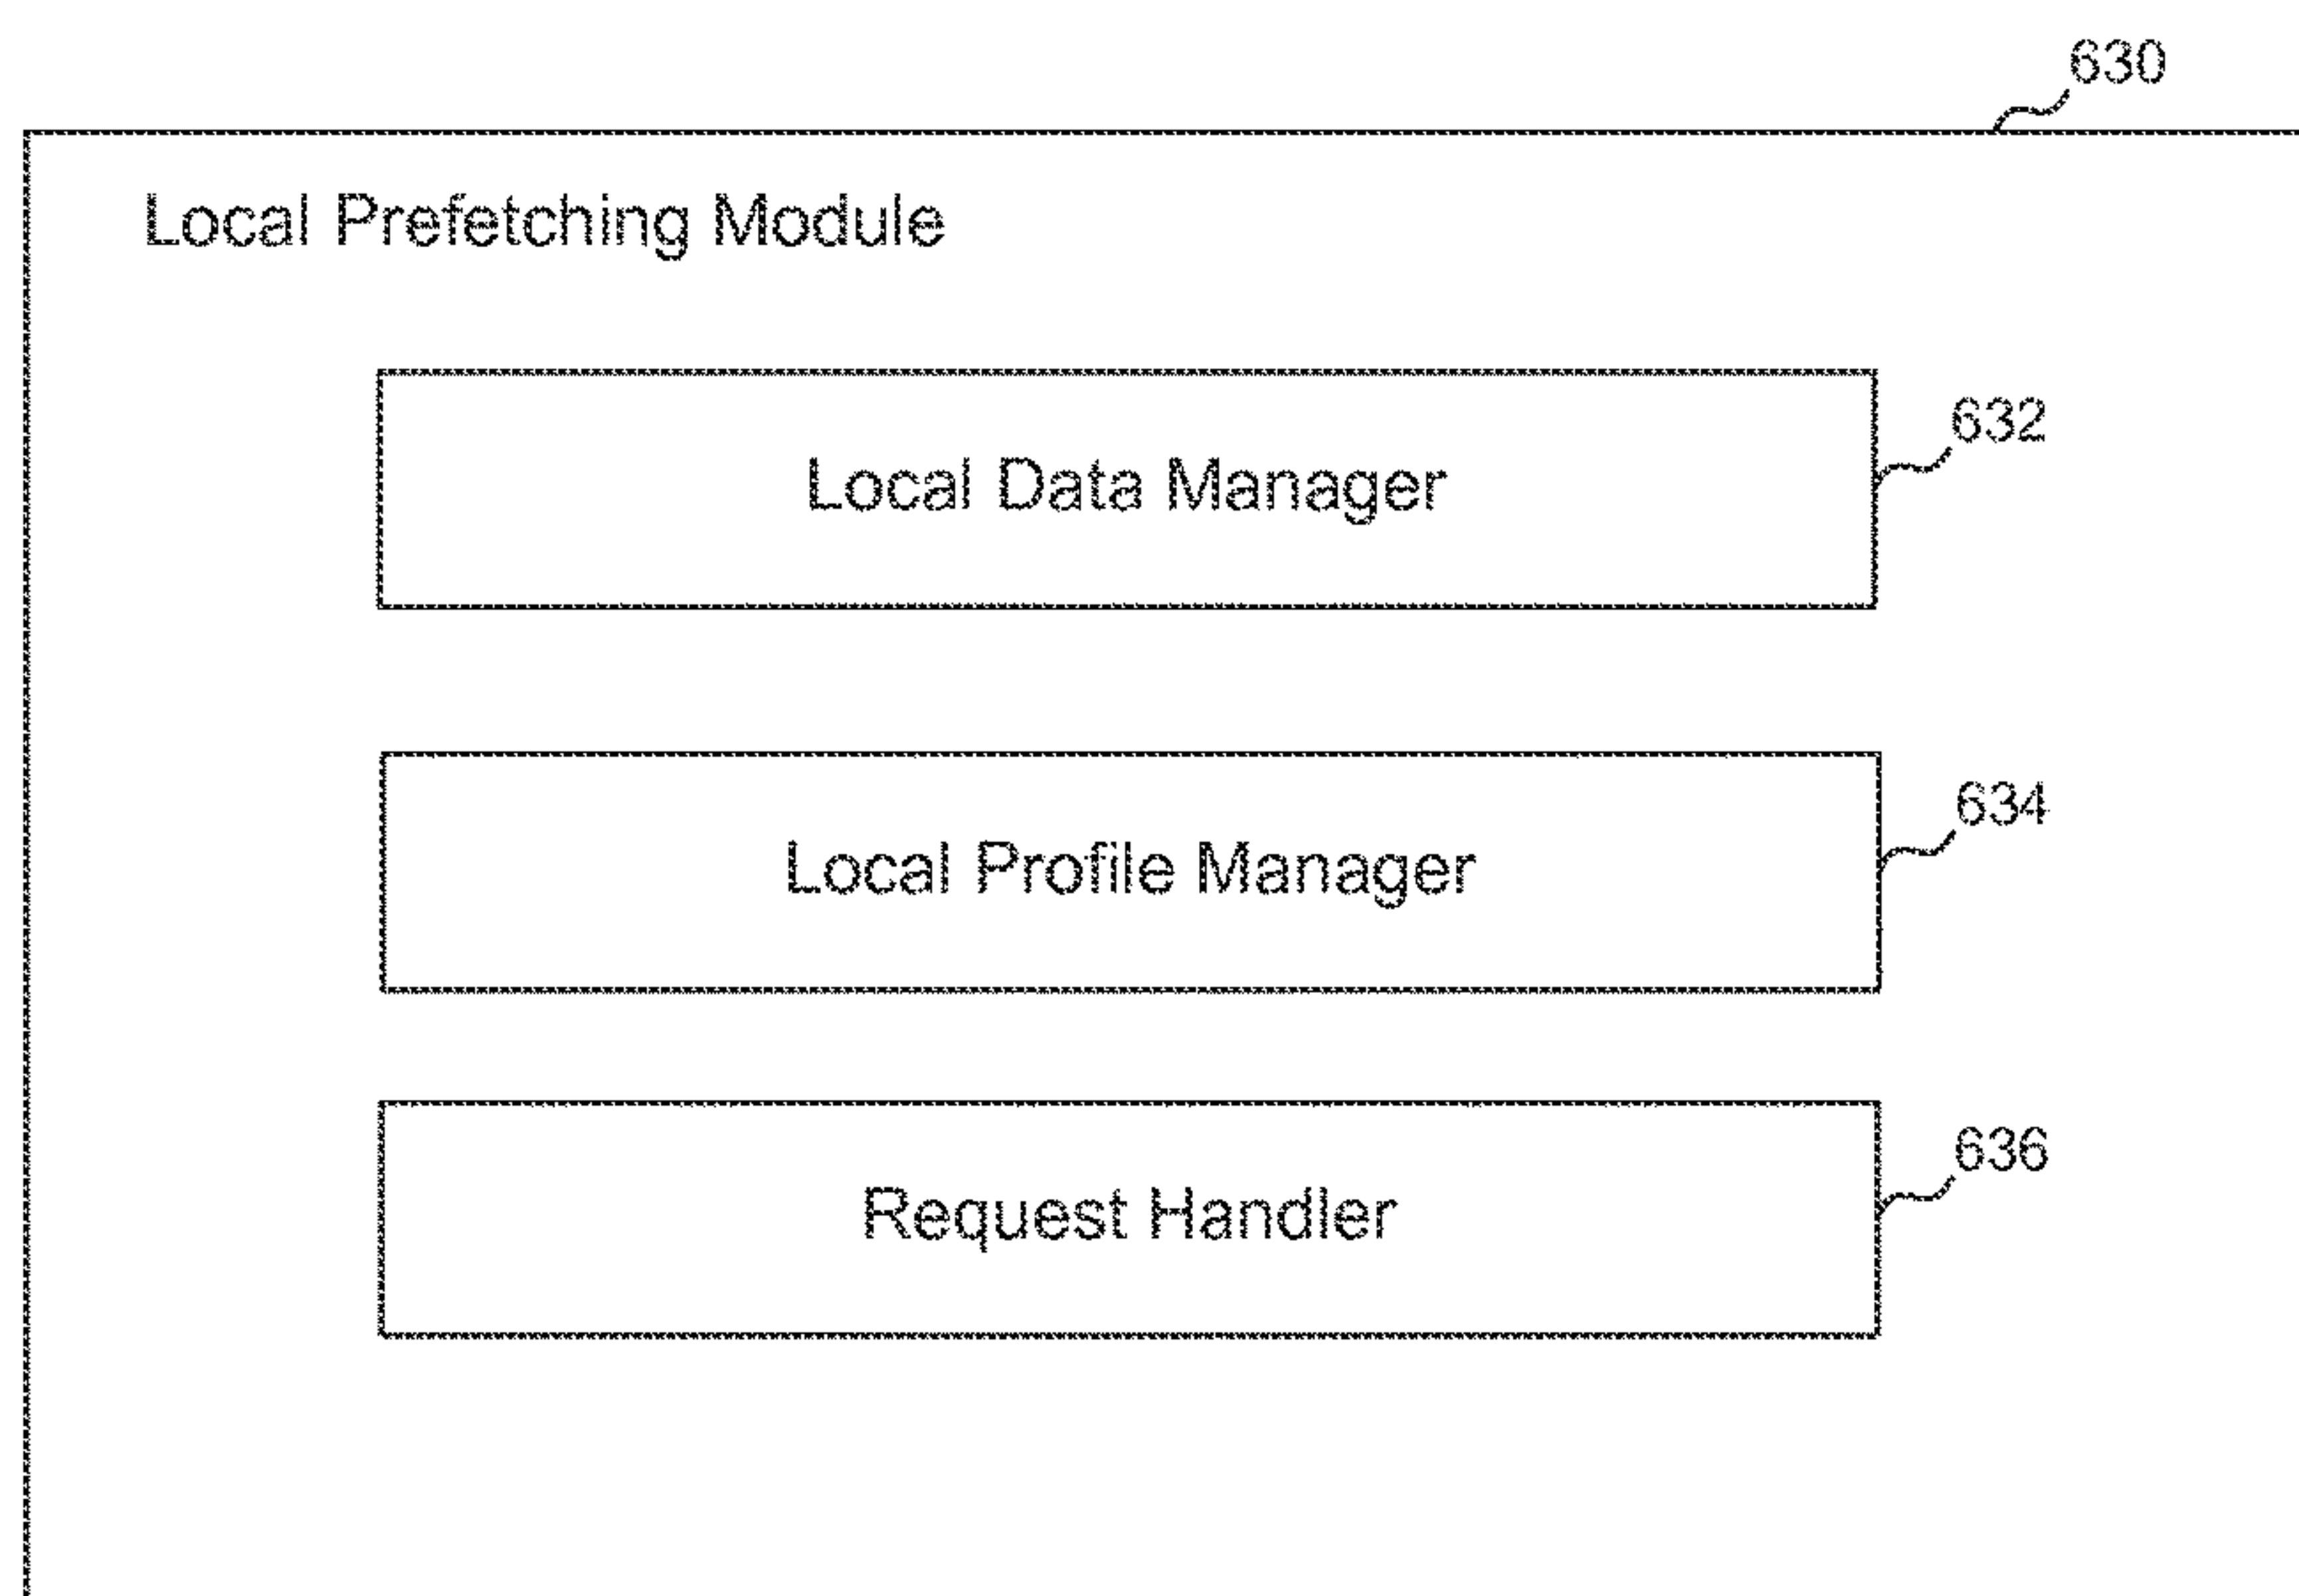 630
Local Prefetching Module
632
Local Data Manager
634
Local Profile Manager
636
Request Handler